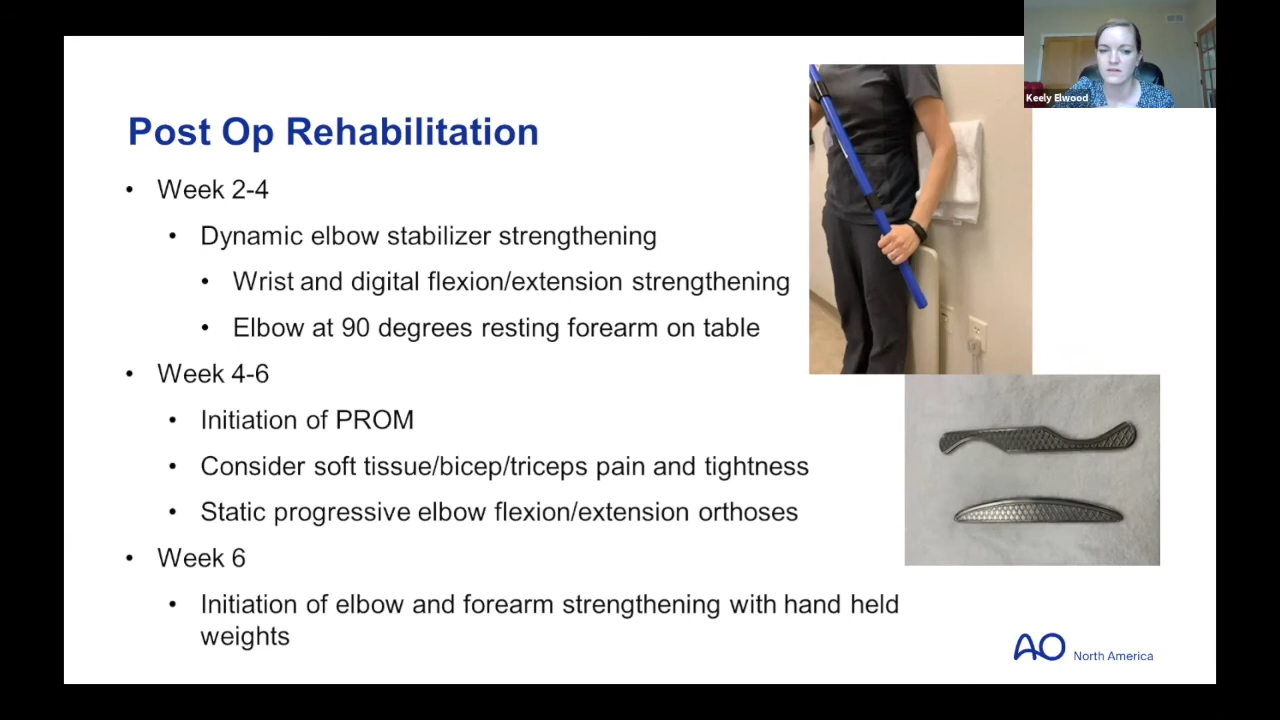 Keely Elwood
Post Op Rehabilitation
• Week 2-4
• Dynamic elbow stabilizer strengthening
• Wrist and digital flexion/extension strengthening
• Elbow at 90 degrees resting forearm on table
• Week 4-6
• Initiation of PROM
• Consider soft tissue/bicep/triceps pain and tightness
• Static progressive elbow flexion/extension orthoses
• Week 6
• Initiation of elbow and forearm strengthening with hand held
weights
AO North America